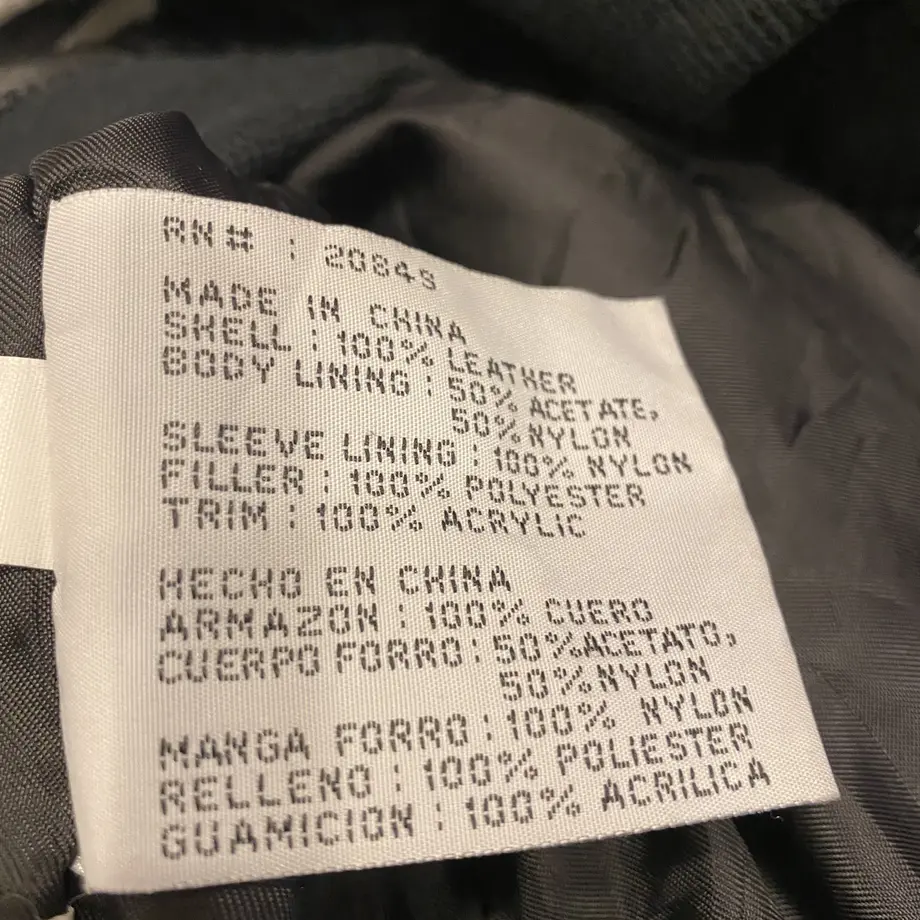 RN# : 20849
MADE IN CHINA
SHELL : 100% LEATHER
BODY LINING : 50% ACETATE,
50% NYLON
SLEEVE LINING : 100% NYLON
FILLER : 100% POLYESTER
TRIM : 100% ACRYLIC
HECHO EN CHINA
ARMAZON : 100% CUERO
CUERPO FORRO : 50%ACETATO,
50%NYLON
MANGA FORRO : 100% NYLON
RELLENO : 100% POLIESTER
GUAMICION : 100% ACRILICA